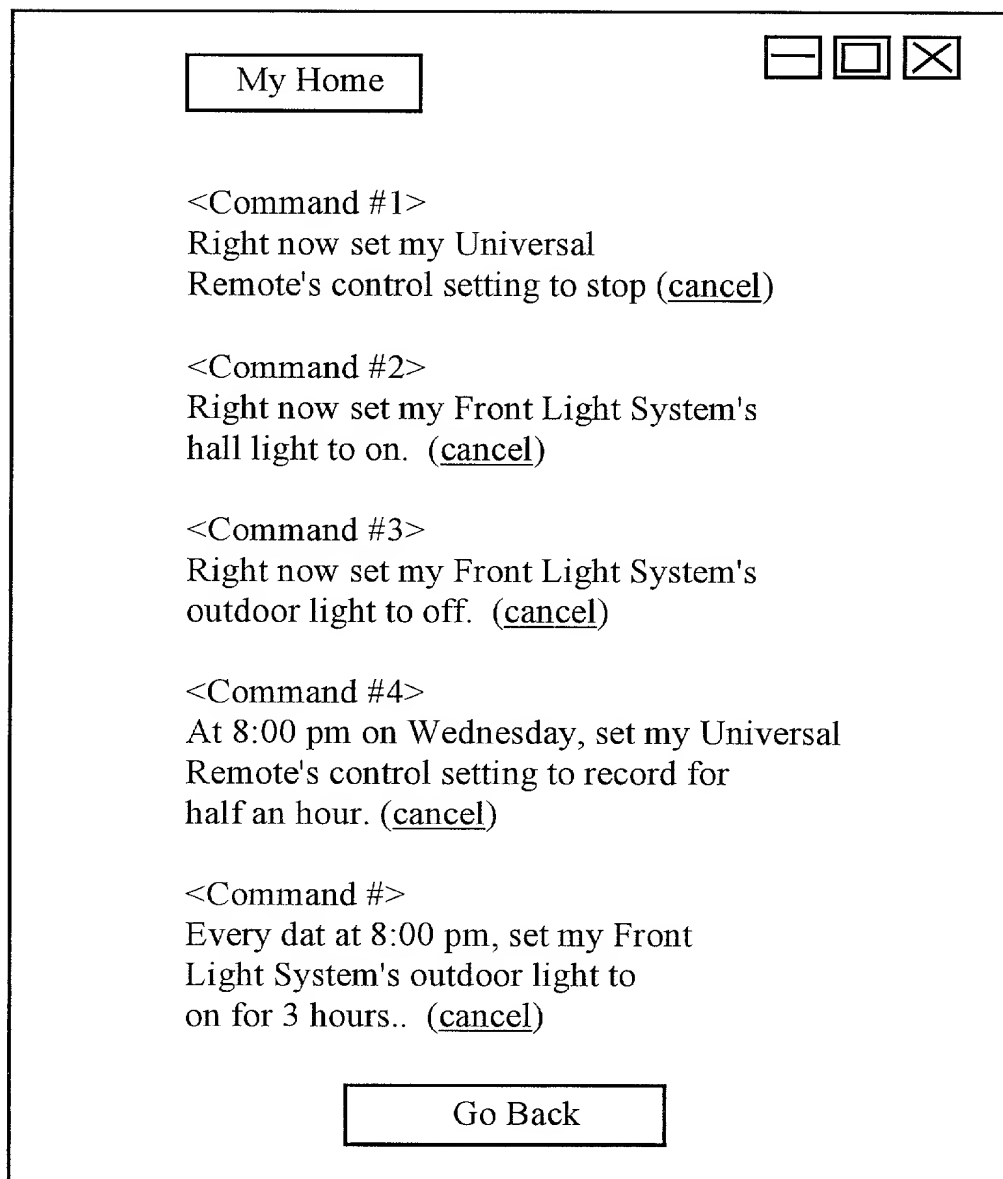 My Home
<Command #1>
Right now set my Universal
Remote's control setting to stop (cancel)
<Command #2>
Right now set my Front Light System's
hall light to on.  (cancel)
<Command #3>
Right now set my Front Light System's
outdoor light to off.  (cancel)
<Command #4>
At 8:00 pm on Wednesday, set my Universal
Remote's control setting to record for
half an hour. (cancel)
<Command #>
Every dat at 8:00 pm, set my Front
Light System's outdoor light to
on for 3 hours..  (cancel)
Go Back